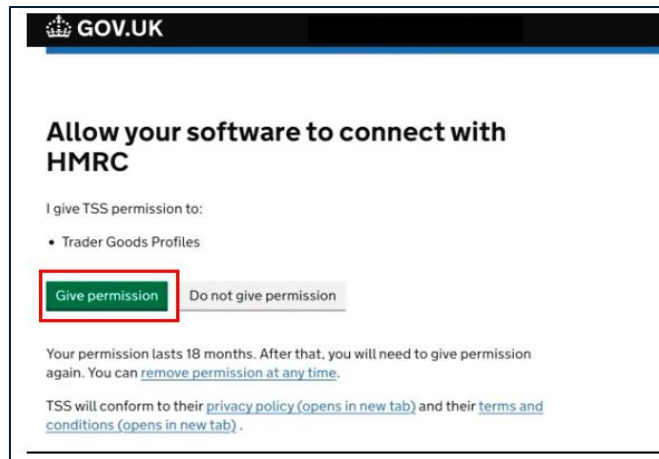 GOV.UK
Allow your software to connect with
HMRC
I give TSS permission to:
• Trader Goods Profiles
Give permission
Do not give permission
Your permission lasts 18 months. After that, you will need to give permission
again. You can remove permission at any time.
TSS will conform to their privacy policy (opens in new tab) and their terms and
conditions (opens in new tab) .